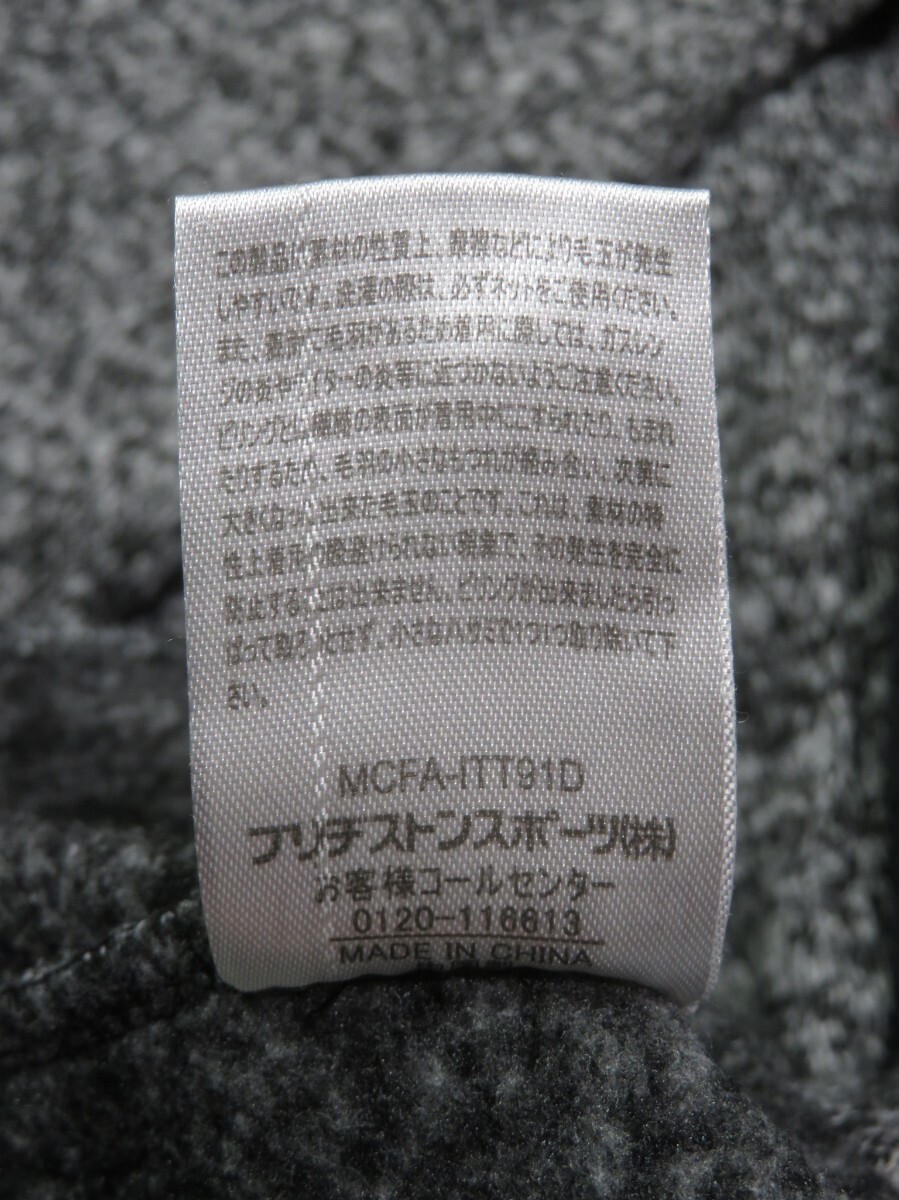 この製品は素材の性質上、摩擦などにより毛玉が発生
しやすいです。洗濯の際は、必ずネットをご使用ください。
また、表面に毛羽があるため着用に際しては、ガスレン
ジの炎やライターの炎等に近づかないようご注意ください。
ピリングとは、繊維の表面が着用中にこすられたり、もまれ
たりするため、毛羽の小さなもつれが絡み合い、次第に
大きくなって出来た毛玉のことです。これは、素材の特
性上着用の際避けられない現象で、その発生を完全に
防止することは出来ません。ピリングが出来ましたら引っ
ぱって取ろうとせず、小さなハサミで1つ1つ取り除いて下
さい。
MCFA-ITT91D
ブリヂストンスポーツ(株)
お客様コールセンター
0120-116613
MADE IN CHINA